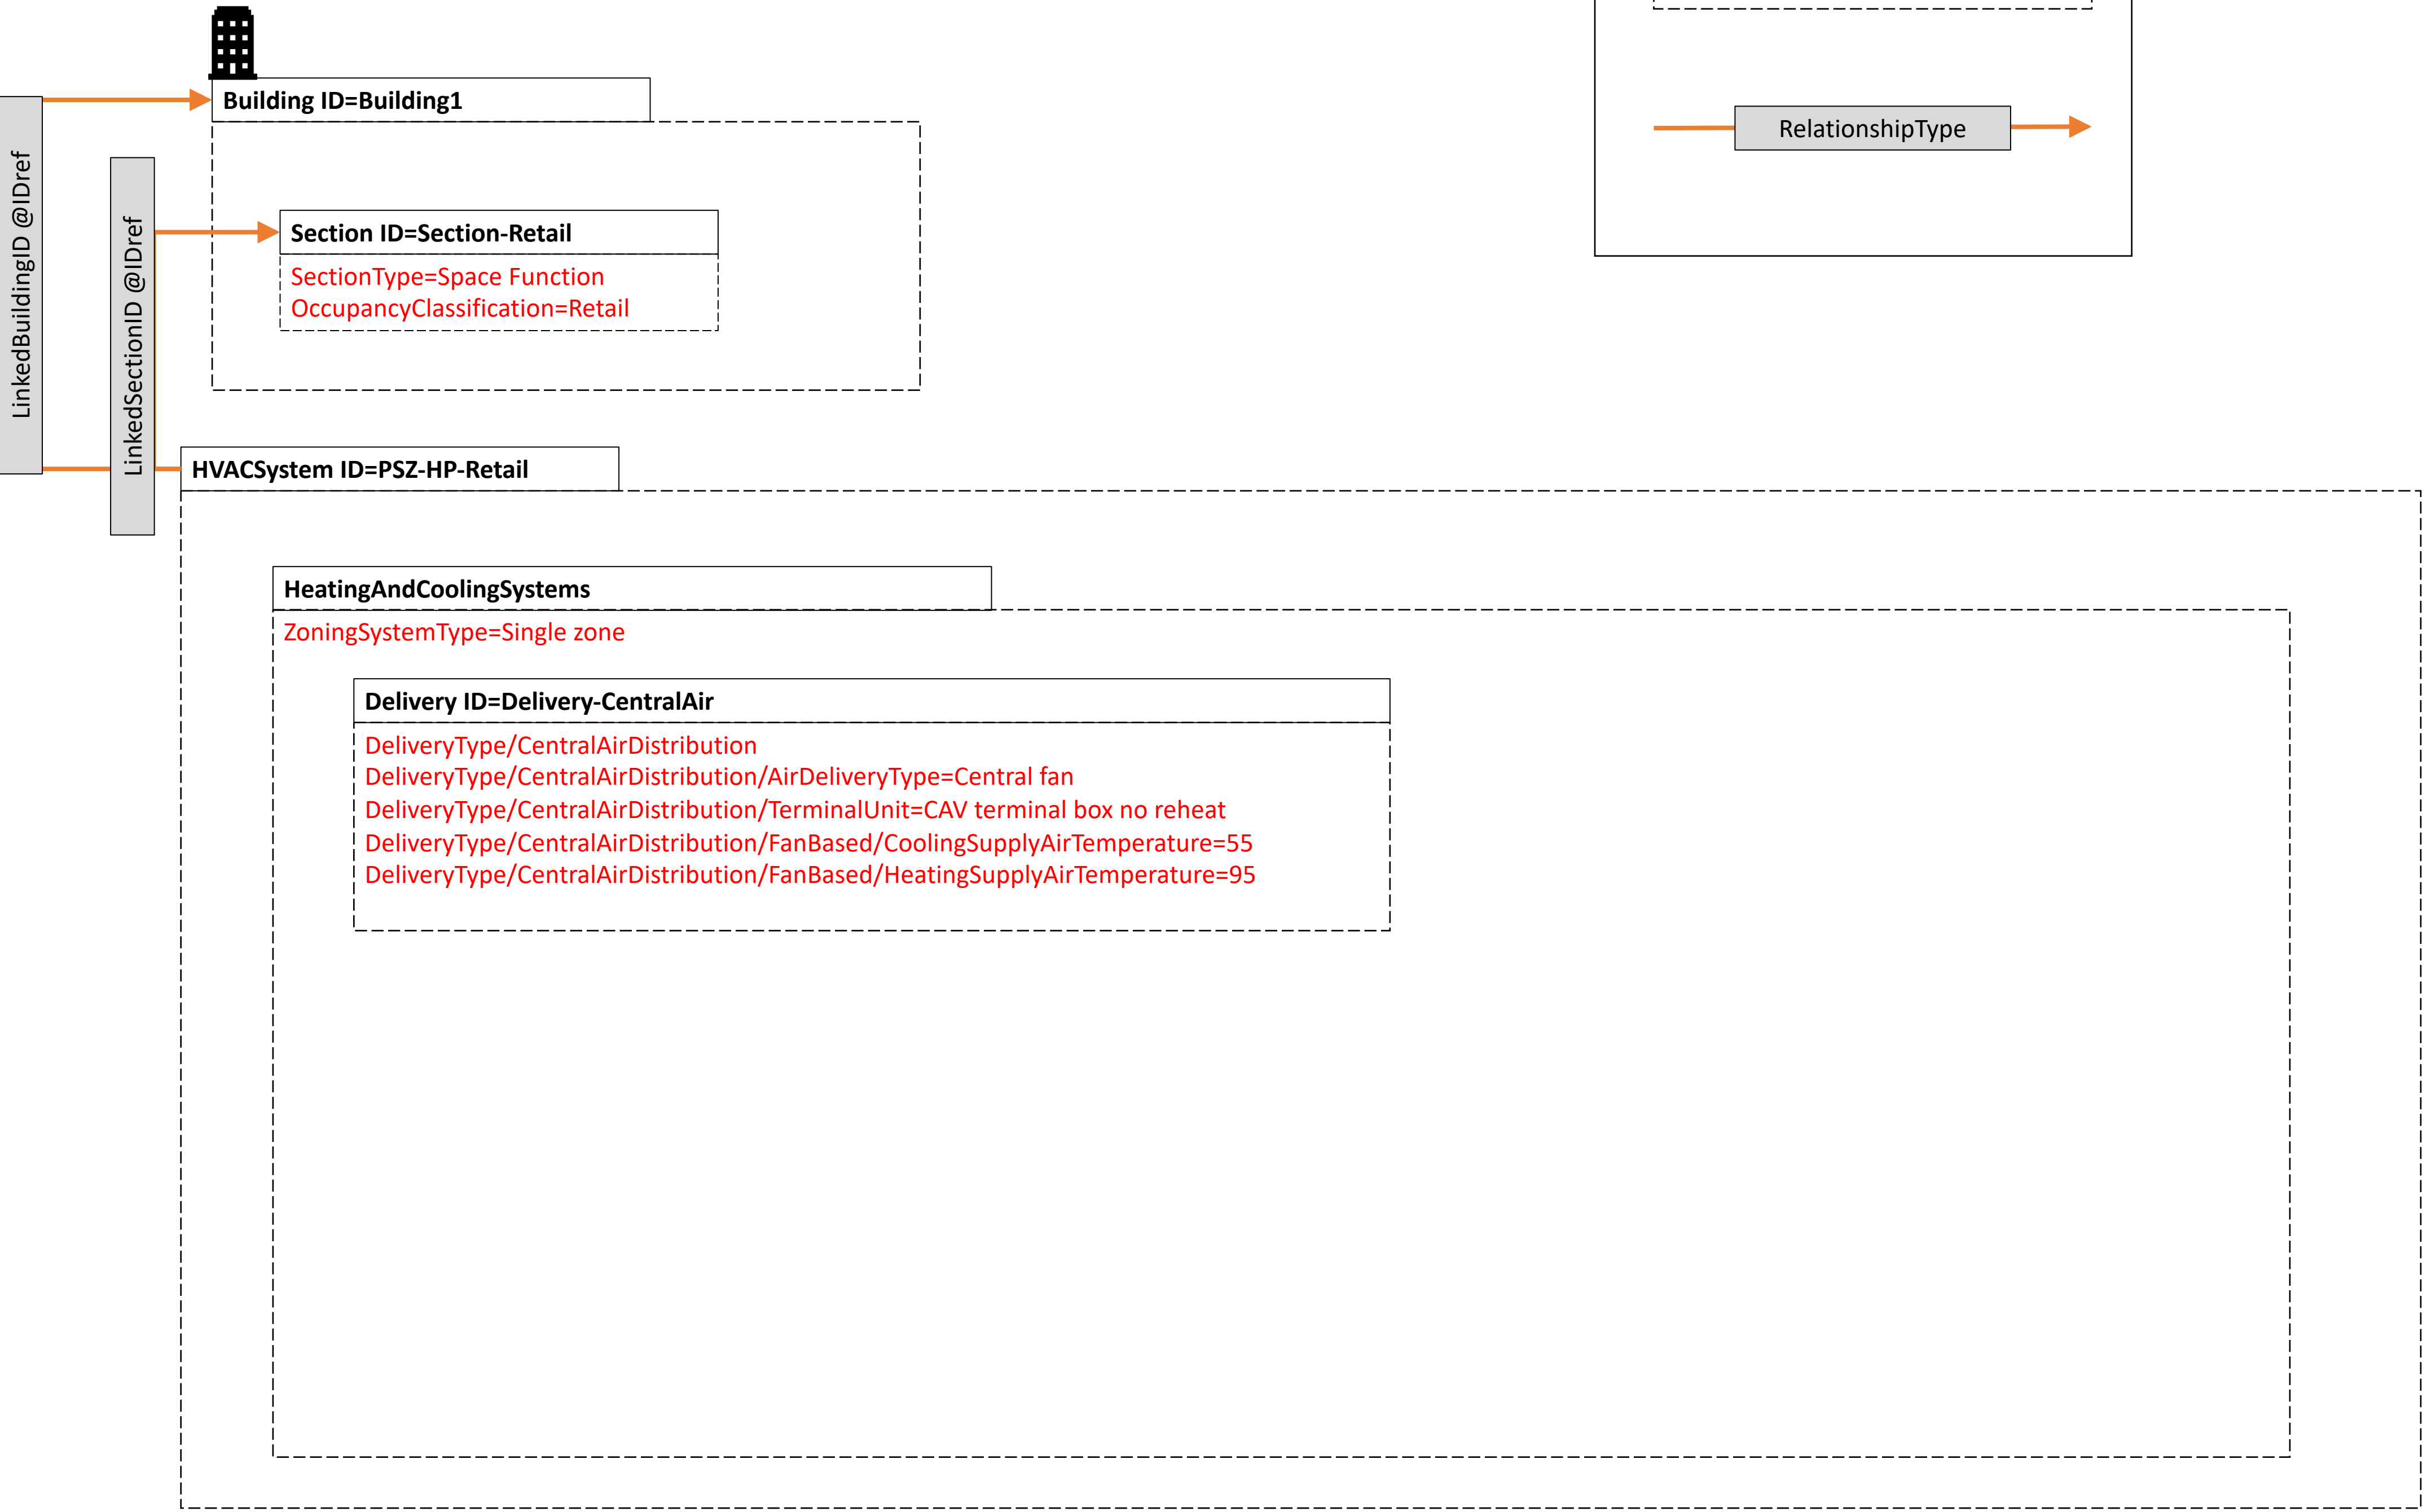 Building ID=Building1
RelationshipType
LinkedBuildingID @IDref
LinkedSectionID @IDref
Section ID=Section-Retail
SectionType=Space Function
OccupancyClassification=Retail
HVACSystem ID=PSZ-HP-Retail
HeatingAndCoolingSystems
ZoningSystemType=Single zone
Delivery ID=Delivery-CentralAir
DeliveryType/CentralAirDistribution
DeliveryType/CentralAirDistribution/AirDeliveryType=Central fan
DeliveryType/CentralAirDistribution/TerminalUnit=CAV terminal box no reheat
DeliveryType/CentralAirDistribution/FanBased/CoolingSupplyAirTemperature=55
DeliveryType/CentralAirDistribution/FanBased/HeatingSupplyAirTemperature=95